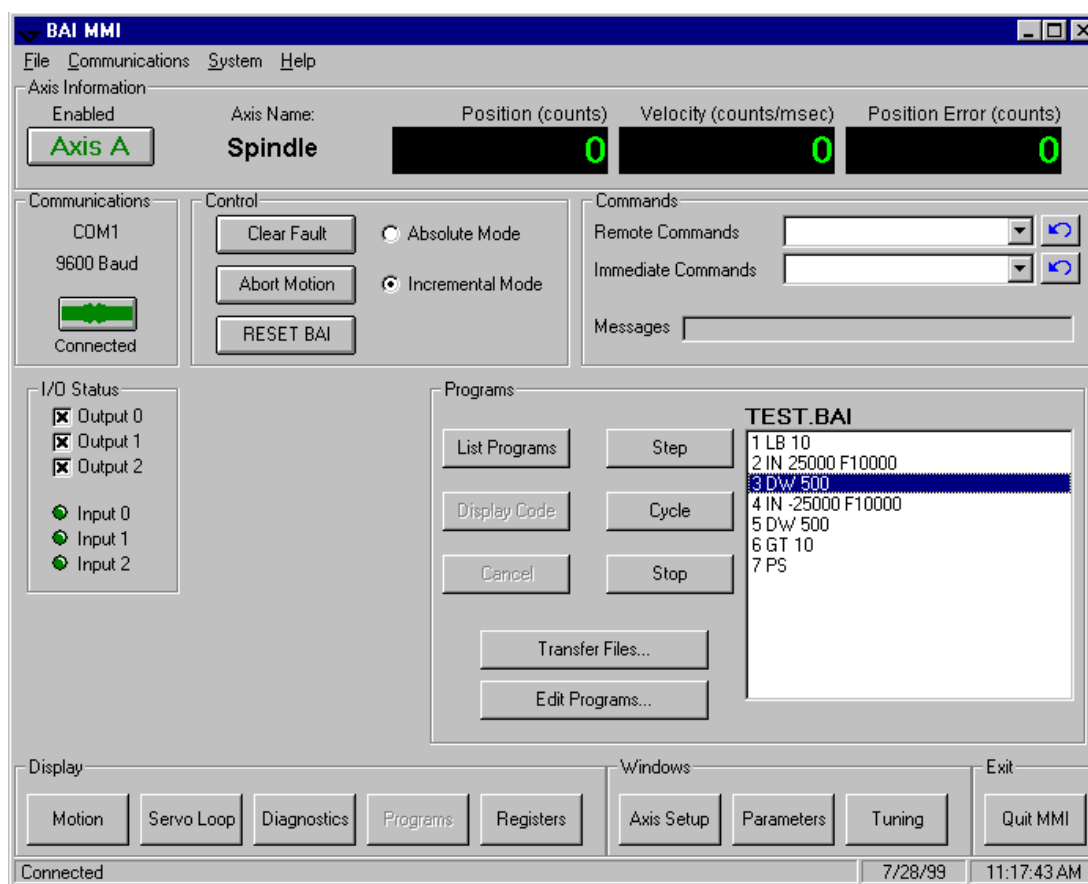 BAI MMI
File Communications System Help
Axis Information
Enabled
Axis A
Axis Name:
Spindle
Position (counts)
0
Velocity (counts/msec)
0
Position Error (counts)
0
Communications
COM1
9600 Baud
Connected
Control
Clear Fault
Abort Motion
RESET BAI
Absolute Mode
Incremental Mode
Commands
Remote Commands
Immediate Commands
Messages
I/O Status
Output 0
Output 1
Output 2
Input 0
Input 1
Input 2
Programs
List Programs
Step
Display Code
Cycle
Cancel
Stop
Transfer Files...
Edit Programs...
TEST.BAI
1 LB 10
2 IN 25000 F10000
3 DW 500
4 IN -25000 F10000
5 DW 500
6 GT 10
7 PS
Display
Motion
Servo Loop
Diagnostics
Programs
Registers
Windows
Axis Setup
Parameters
Tuning
Exit
Quit MMI
Connected
7/28/99
11:17:43 AM